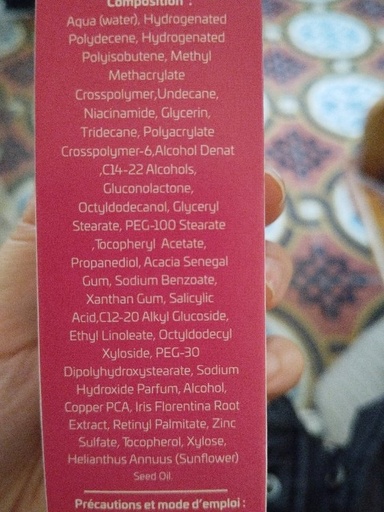 Composition :
Aqua (water), Hydrogenated
Polydecene, Hydrogenated
Polyisobutene, Methyl
Methacrylate
Crosspolymer,Undecane,
Niacinamide, Glycerin,
Tridecane, Polyacrylate
Crosspolymer-6,Alcohol Denat
,C14-22 Alcohols,
Gluconolactone,
Octyldodecanol, Glyceryl
Stearate, PEG-100 Stearate
,Tocopheryl Acetate,
Propanediol, Acacia Senegal
Gum, Sodium Benzoate,
Xanthan Gum, Salicylic
Acid,C12-20 Alkyl Glucoside,
Ethyl Linoleate, Octyldodecyl
Xyloside, PEG-30
Dipolyhydroxystearate, Sodium
Hydroxide Parfum, Alcohol,
Copper PCA, Iris Florentina Root
Extract, Retinyl Palmitate, Zinc
Sulfate, Tocopherol, Xylose,
Helianthus Annuus (Sunflower)
Seed Oil
Précautions et mode d'emploi :